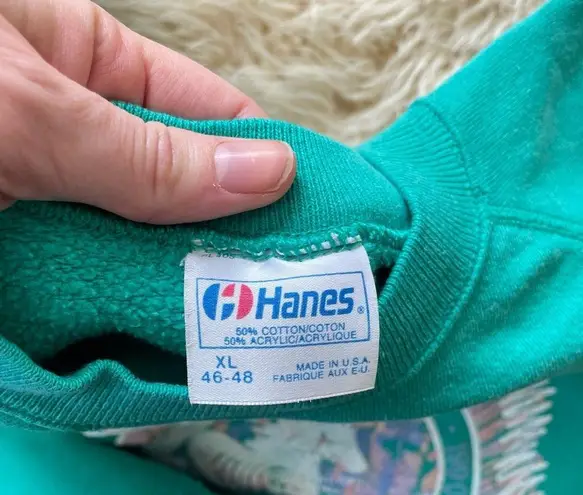 Hanes®
50% COTTON/COTON
50% ACRYLIC/ACRYLIQUE
XL
46-48
MADE IN U.S.A.
FABRIQUE AUX E-U.